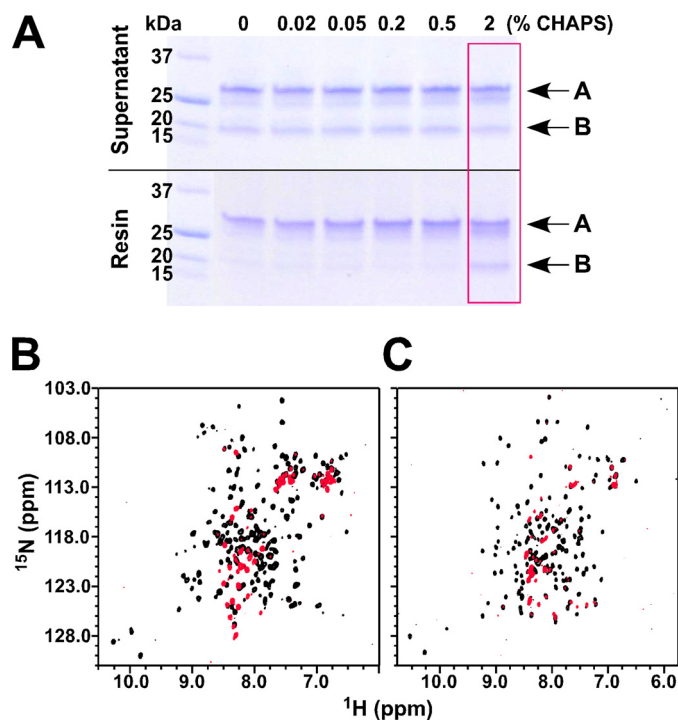 A
kDa 0 0.02 0.05 0.2 0.5 2 (% CHAPS)
Supernatant
37
25
20
15
A
B
Resin
37
25
20
15
A
B
B
C
15N (ppm)
103.0
108.0
113.0
118.0
123.0
128.0
10.0 9.0 8.0 7.0
10.0 9.0 8.0 7.0 6.0
1H (ppm)